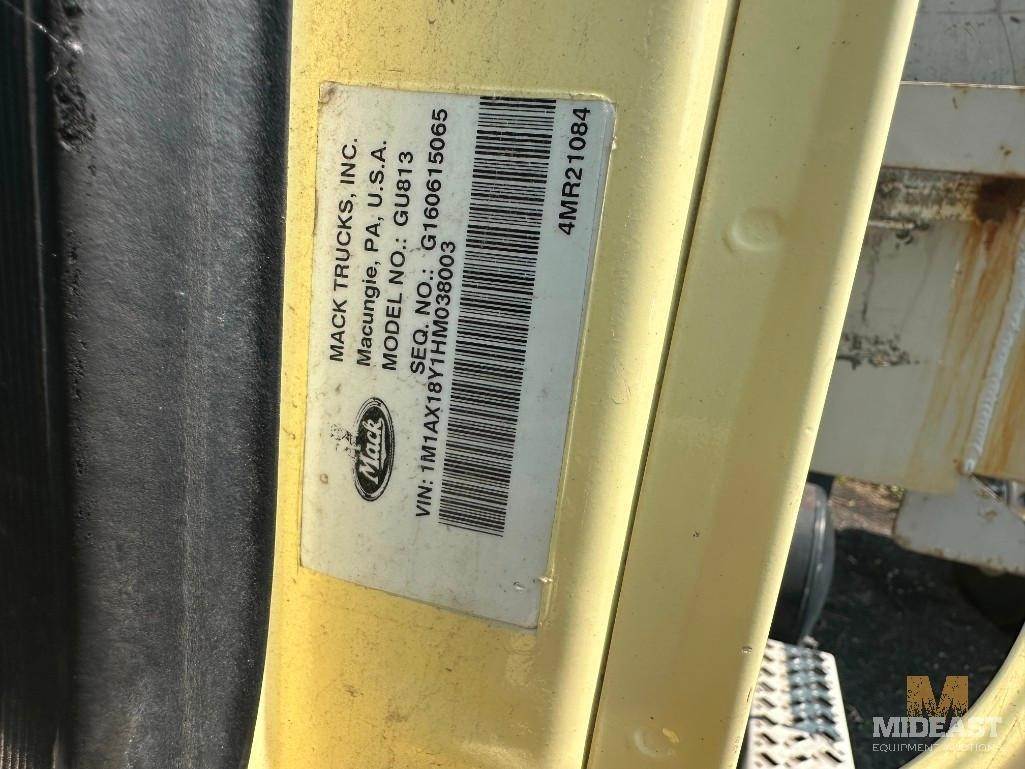 MACK TRUCKS, INC.
Macungie, PA, U.S.A.
MODEL NO.: GU813
SEQ. NO.: G160615065
Mack
VIN: 1M1AX18Y1HM038003
4MR21084
M
MIDEAST
EQUIPMENT AUCTIONS